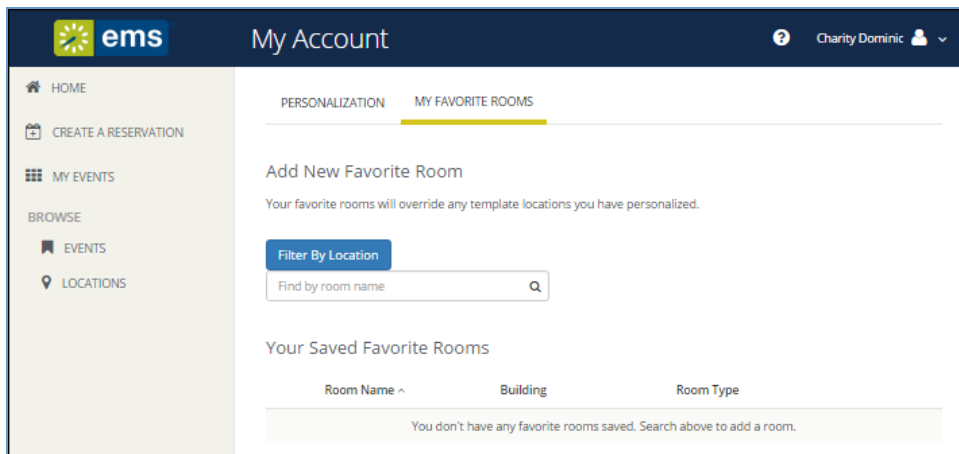 ems
My Account
Charity Dominic
HOME
CREATE A RESERVATION
MY EVENTS
BROWSE
EVENTS
LOCATIONS
PERSONALIZATION MY FAVORITE ROOMS
Add New Favorite Room
Your favorite rooms will override any template locations you have personalized.
Filter By Location
Find by room name
Your Saved Favorite Rooms
Room Name Building Room Type
You don't have any favorite rooms saved. Search above to add a room.